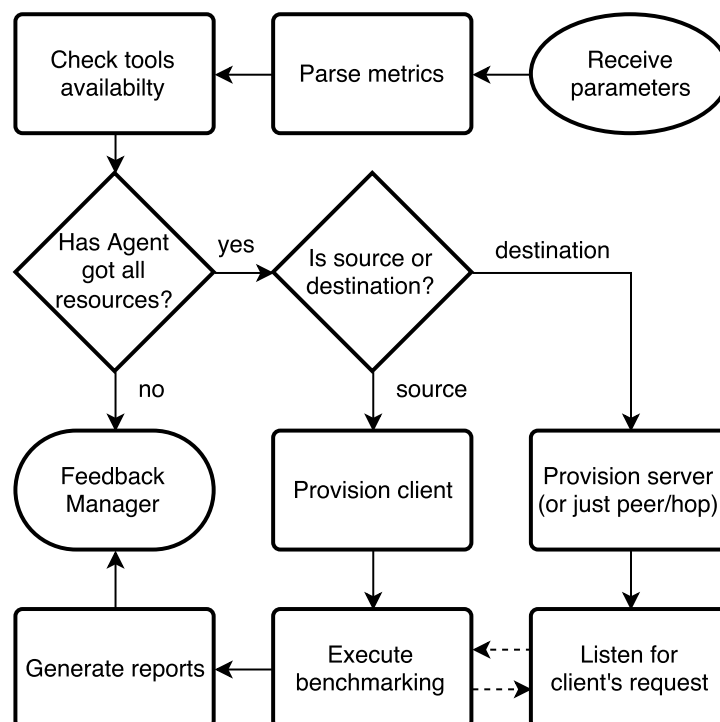 Check tools
availabilty
Parse metrics
Receive
parameters
Has Agent
got all
resources?
yes
Is source or
destination?
destination
no
source
Feedback
Manager
Provision client
Provision server
(or just peer/hop)
Generate reports
Execute
benchmarking
Listen for
client's request